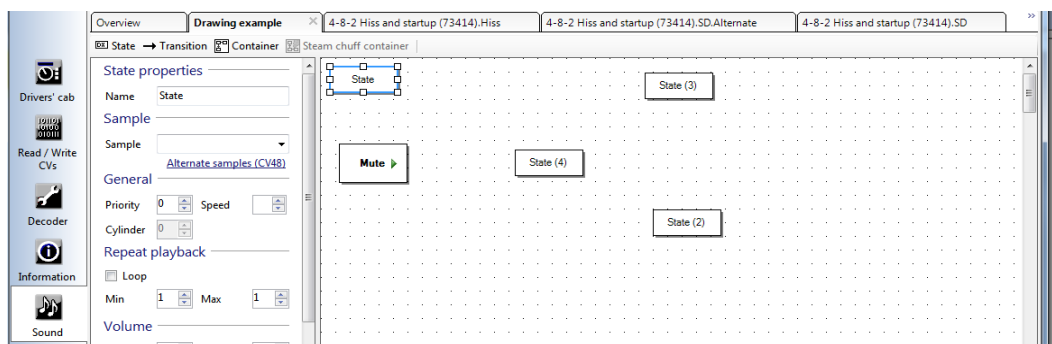 Overview
Drawing example
4-8-2 Hiss and startup (73414).Hiss
4-8-2 Hiss and startup (73414).SD.Alternate
4-8-2 Hiss and startup (73414).SD
State
Transition
Container
Steam chuff container
Drivers' cab
Read / Write
CVs
Decoder
Information
Sound
State properties
Name State
Sample
Sample
Alternate samples (CV48)
General
Priority 0 Speed
Cylinder 0
Repeat playback
Loop
Min 1 Max 1
Volume
State
State (3)
Mute
State (4)
State (2)